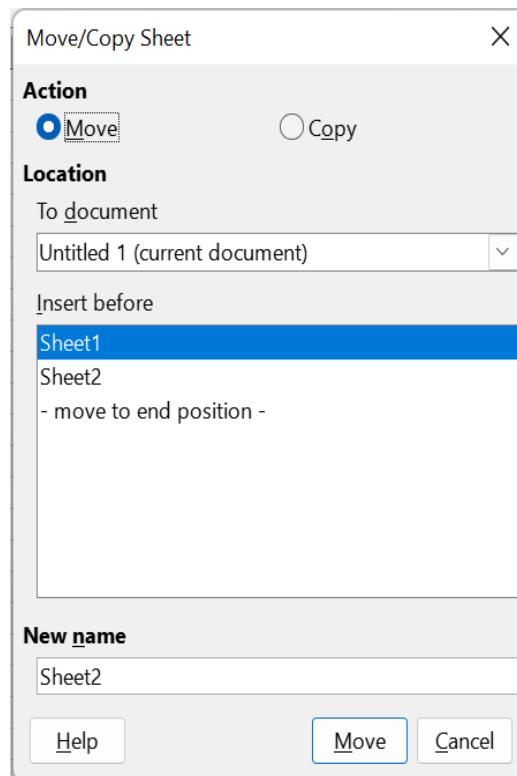 Move/Copy Sheet
Action
Move Copy
Location
To document
Untitled 1 (current document)
Insert before
Sheet1
Sheet2
- move to end position -
New name
Sheet2
Help Move Cancel